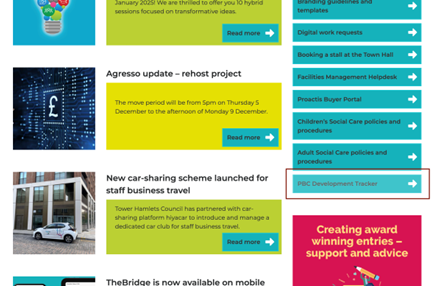 January 2025! We are thrilled to offer you 10 hybrid
sessions focused on transformative ideas.
Read more
Agresso update – rehost project
The move period will be from 5pm on Thursday 5
December to the afternoon of Monday 9 December.
Read more
New car-sharing scheme launched for
staff business travel
Tower Hamlets Council has partnered with car-
sharing platform hiyacar to introduce and manage a
dedicated car club for staff business travel.
Read more
TheBridge is now available on mobile
Branding guidelines and
templates
Digital work requests
Booking a stall at the Town Hall
Facilities Management Helpdesk
Proactis Buyer Portal
Children's Social Care policies and
procedures
Adult Social Care policies and
procedures
PBC Development Tracker
Creating award
winning entries –
support and advice